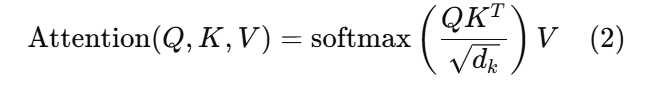 Attention(Q, K, V) = softmax(QK^T / √d_k) V (2)